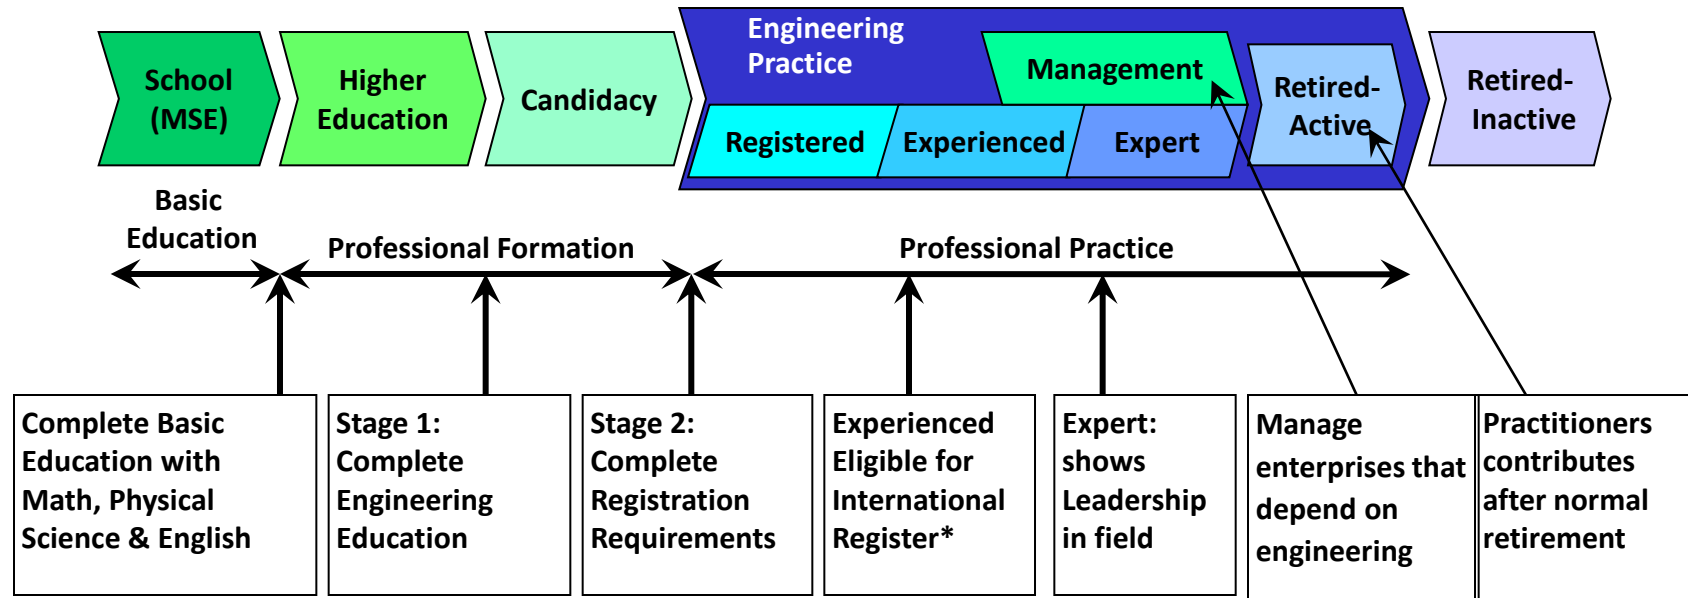 School
(MSE)
Higher
Education
Candidacy
Engineering
Practice
Management
Registered
Experienced
Expert
Retired-
Active
Retired-
Inactive
Basic
Education
Professional Formation
Professional Practice
Complete Basic
Education with
Math, Physical
Science & English
Stage 1:
Complete
Engineering
Education
Stage 2:
Complete
Registration
Requirements
Experienced
Eligible for
International
Register*
Expert:
shows
Leadership
in field
Manage
enterprises that
depend on
engineering
Practitioners
contributes
after normal
retirement